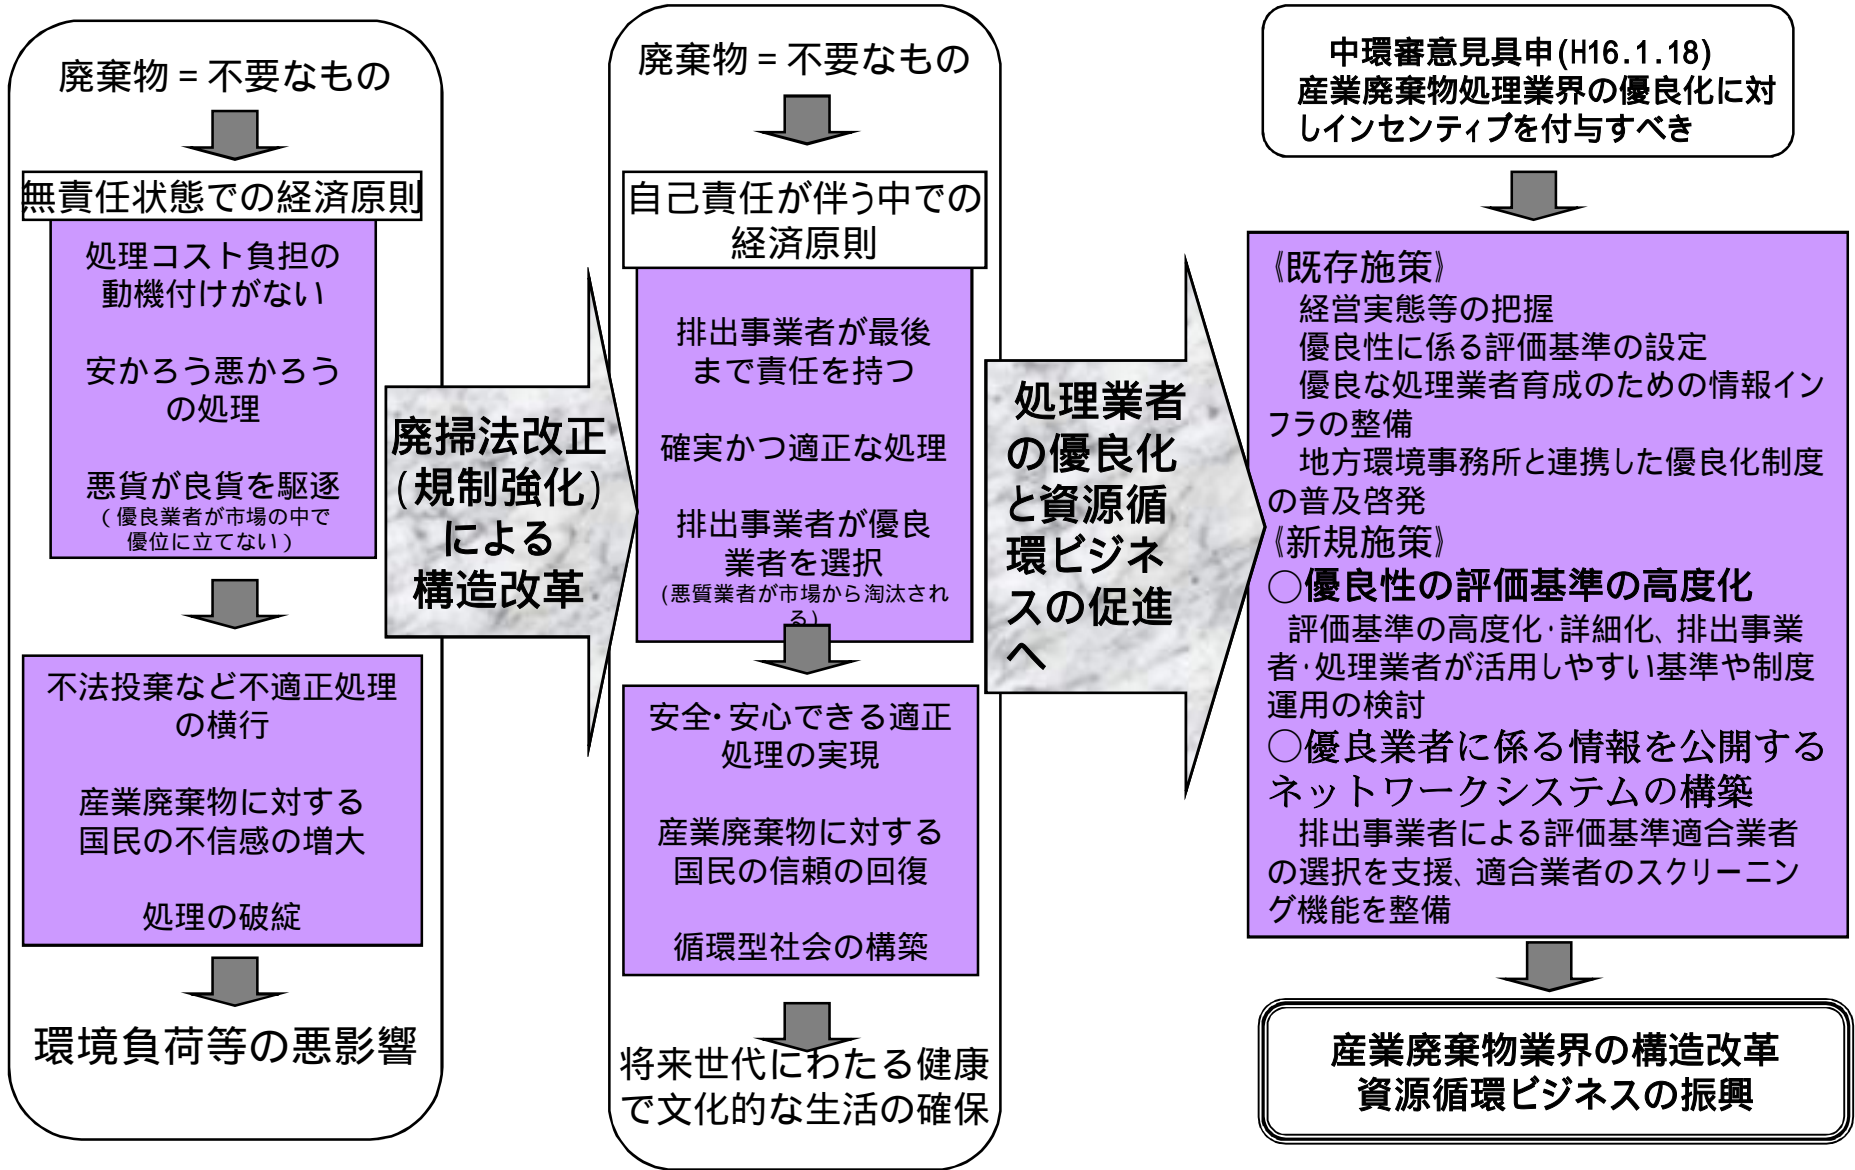 廃棄物=不要なもの
無責任状態での経済原則
処理コスト負担の
動機付けがない
安かろう悪かろう
の処理
悪貨が良貨を駆逐
(優良業者が市場の中で
優位に立てない)
不法投棄など不適正処理
の横行
産業廃棄物に対する
国民の不信感の増大
処理の破綻
環境負荷等の悪影響
廃掃法改正
(規制強化)
による
構造改革
廃棄物=不要なもの
自己責任が伴う中での
経済原則
排出事業者が最後
まで責任を持つ
確実かつ適正な処理
排出事業者が優良
業者を選択
(悪質業者が市場から淘汰され
る)
安全・安心できる適正
処理の実現
産業廃棄物に対する
国民の信頼の回復
循環型社会の構築
将来世代にわたる健康
で文化的な生活の確保
処理業者
の優良化
と資源循
環ビジネ
スの促進
へ
中環審意見具申(H16.1.18)
産業廃棄物処理業界の優良化に対
しインセンティブを付与すべき
《既存施策》
経営実態等の把握
優良性に係る評価基準の設定
優良な処理業者育成のための情報イン
フラの整備
地方環境事務所と連携した優良化制度
の普及啓発
《新規施策》
○優良性の評価基準の高度化
評価基準の高度化・詳細化、排出事業
者・処理業者が活用しやすい基準や制度
運用の検討
○優良業者に係る情報を公開する
ネットワークシステムの構築
排出事業者による評価基準適合業者
の選択を支援、適合業者のスクリーニン
グ機能を整備
産業廃棄物業界の構造改革
資源循環ビジネスの振興